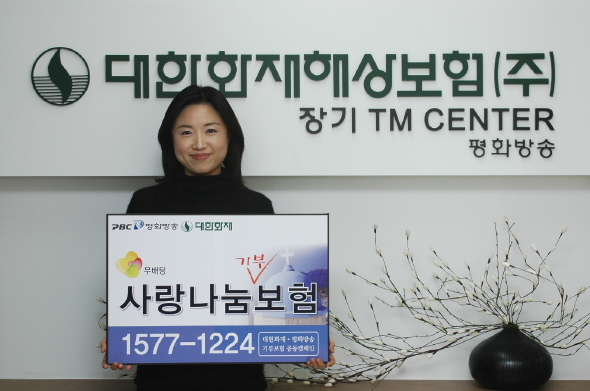 대한화재해상보험(주)
장기 TM CENTER
평화방송
PBC 평화방송 대한화재
무배당
기부
사랑나눔보험
1577-1224
대한화재·평화방송
기부보험 공동캠페인